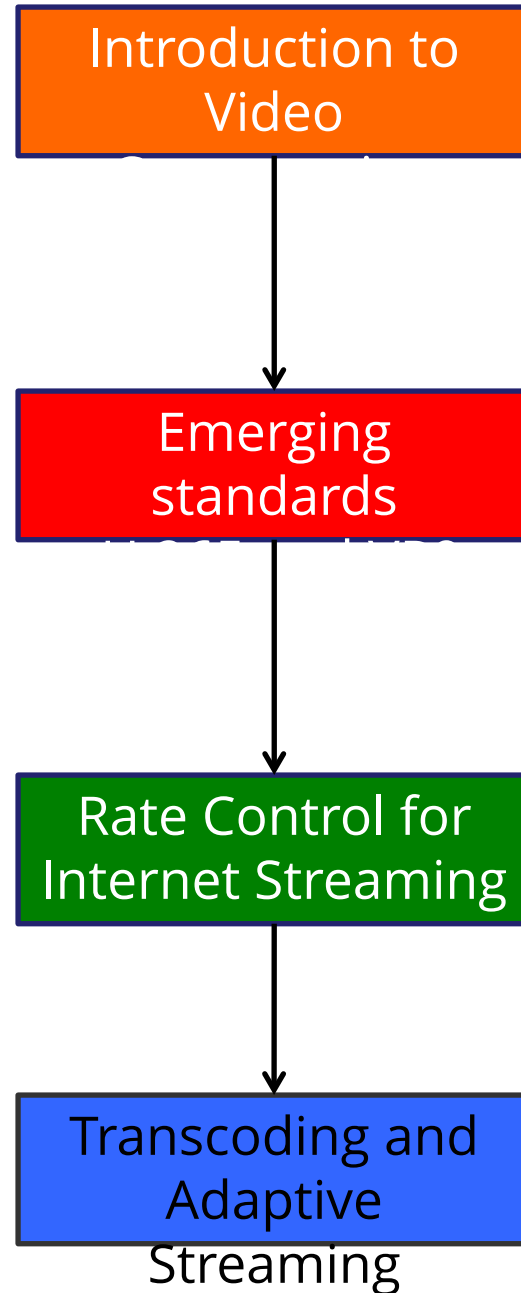 Introduction to
Video
Emerging
standards
Rate Control for
Internet Streaming
Transcoding and
Adaptive
Streaming